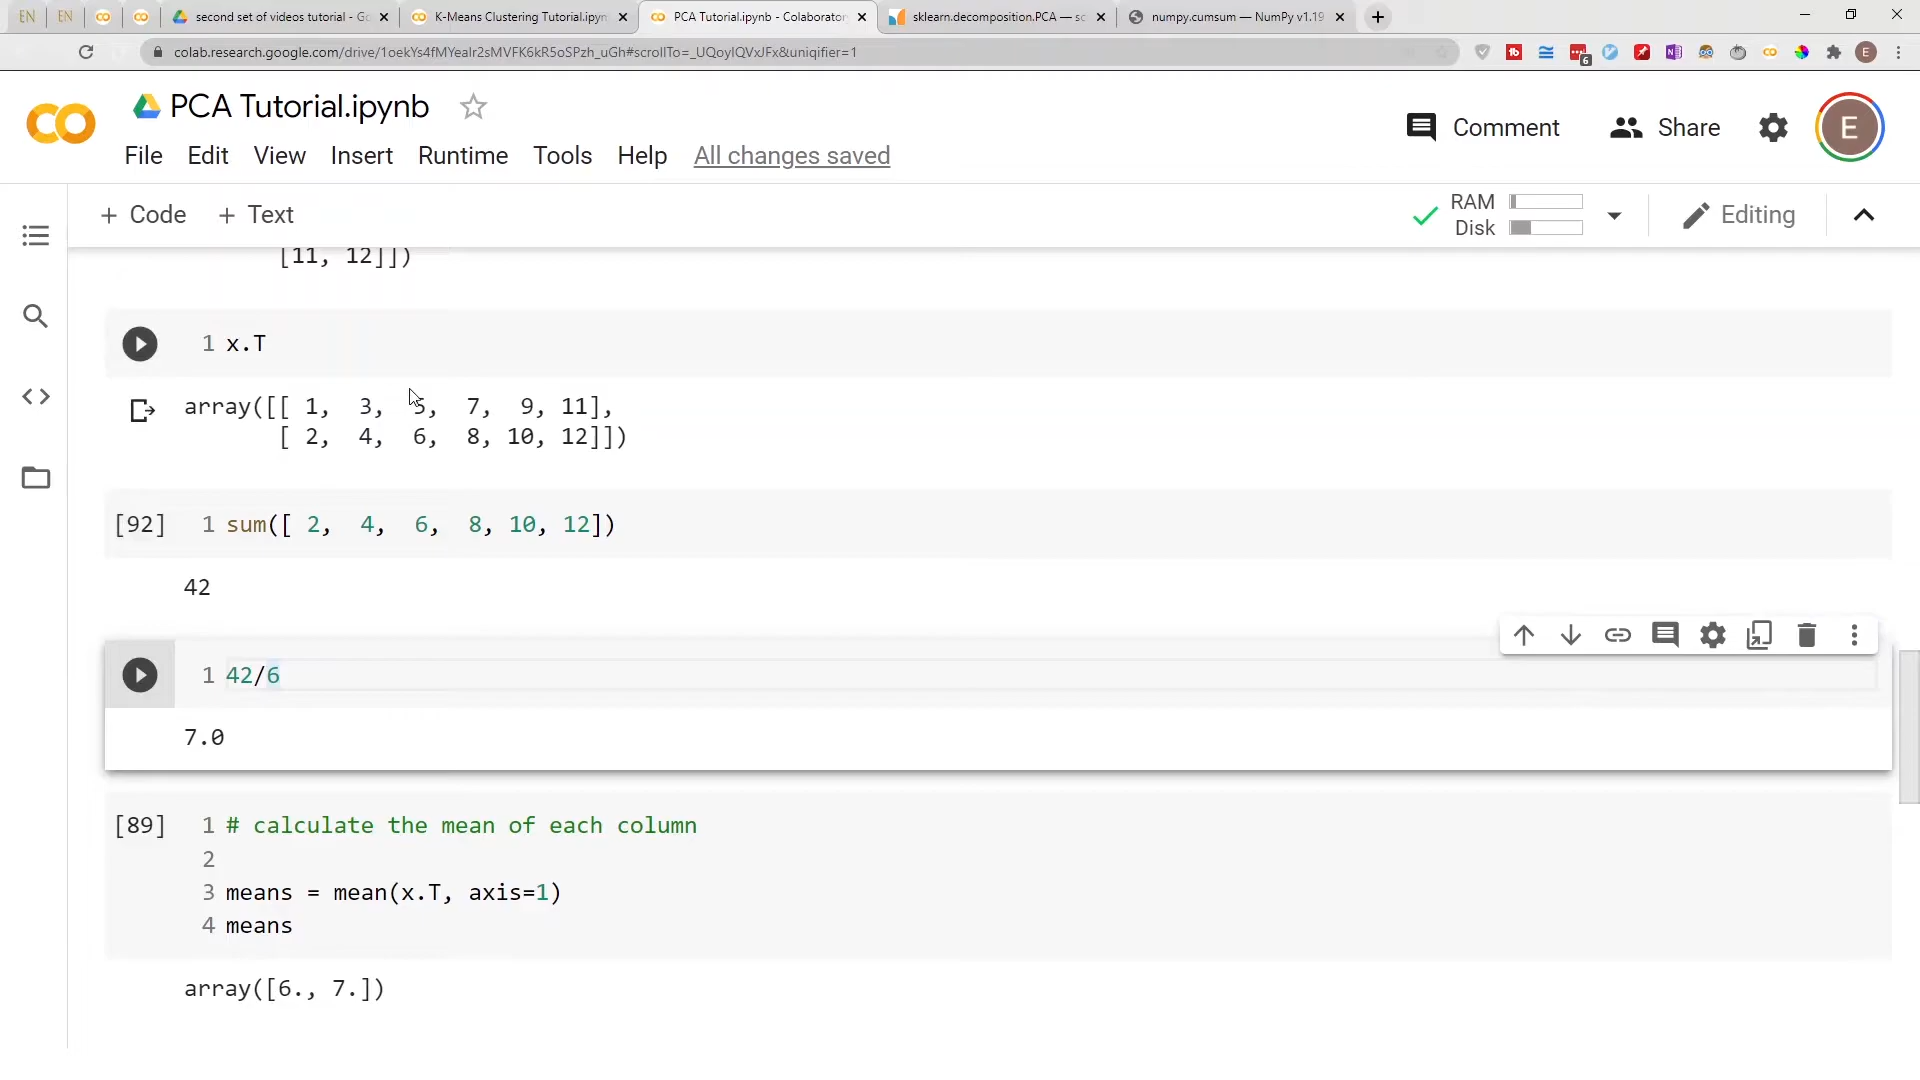 EN EN second set of videos tutorial - Go K-Means Clustering Tutorial.ipyn PCA Tutorial.ipynb - Colaborator sklearn.decomposition.PCA — sc numpy.cumsum — NumPy v1.19
colab.research.google.com/drive/1oekYs4fMYeaIr2sMVFK6kR5oSPzh_uGh#scrollTo=_UQoyIQVxJFx&uniqifier=1
6 E
PCA Tutorial.ipynb
Comment Share E
File Edit View Insert Runtime Tools Help All changes saved
+ Code + Text
RAM
Disk
Editing
[11, 12]])
1 x.T
array([[ 1, 3, 5, 7, 9, 11],
[ 2, 4, 6, 8, 10, 12]])
[92] 1 sum([ 2, 4, 6, 8, 10, 12])
42
1 42/6
7.0
[89] 1 # calculate the mean of each column
2
3 means = mean(x.T, axis=1)
4 means
array([6., 7.])